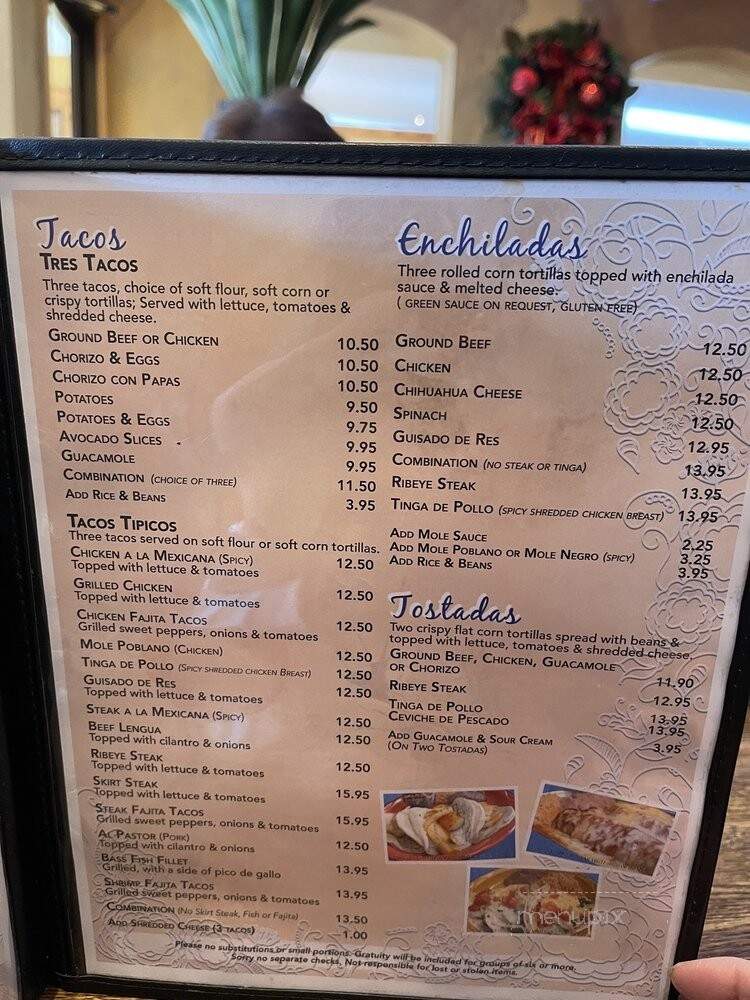 Tacos
TRES TACOS
Three tacos, choice of soft flour, soft corn or
crispy tortillas; Served with lettuce, tomatoes &
shredded cheese.
GROUND BEEF OR CHICKEN 10.50
CHORIZO & EGGS 10.50
CHORIZO CON PAPAS 10.50
POTATOES 9.50
POTATOES & EGGS 9.75
AVOCADO SLICES 9.95
GUACAMOLE 9.95
COMBINATION (CHOICE OF THREE) 11.50
ADD RICE & BEANS 3.95
TACOS TIPICOS
Three tacos served on soft flour or soft corn tortillas.
CHICKEN A LA MEXICANA (SPICY) 12.50
Topped with lettuce & tomatoes
GRILLED CHICKEN 12.50
Topped with lettuce & tomatoes
CHICKEN FAJITA TACOS 12.50
Grilled sweet peppers, onions & tomatoes
MOLE POBLANO (CHICKEN) 12.50
TINGA DE POLLO (SPICY SHREDDED CHICKEN BREAST) 12.50
GUISADO DE RES 12.50
Topped with lettuce & tomatoes
STEAK A LA MEXICANA (SPICY) 12.50
BEEF LENGUA 12.50
Topped with cilantro & onions
RIBEYE STEAK 12.50
Topped with lettuce & tomatoes
SKIRT STEAK 15.95
Topped with lettuce & tomatoes
STEAK FAJITA TACOS 15.95
Grilled sweet peppers, onions & tomatoes
AL PASTOR (PORK) 12.50
Topped with cilantro & onions
BASS FISH FILLET 13.95
Grilled, with a side of pico de gallo
SHRIMP FAJITA TACOS 13.95
Grilled sweet peppers, onions & tomatoes
COMBINATION (No Skirt Steak, Fish or Fajita) 13.50
ADD SHREDDED CHEESE (3 TACOS) 1.00
Enchiladas
Three rolled corn tortillas topped with enchilada
sauce & melted cheese.
( GREEN SAUCE ON REQUEST, GLUTEN FREE)
GROUND BEEF 12.50
CHICKEN 12.50
CHIHUAHUA CHEESE 12.50
SPINACH 12.50
GUISADO DE RES 12.95
COMBINATION (NO STEAK OR TINGA) 13.95
RIBEYE STEAK 13.95
TINGA DE POLLO (SPICY SHREDDED CHICKEN BREAST) 13.95
ADD MOLE SAUCE 2.25
ADD MOLE POBLANO OR MOLE NEGRO (SPICY) 3.25
ADD RICE & BEANS 3.95
Tostadas
Two crispy flat corn tortillas spread with beans &
topped with lettuce, tomatoes & shredded cheese.
GROUND BEEF, CHICKEN, GUACAMOLE
OR CHORIZO 11.90
RIBEYE STEAK 12.95
TINGA DE POLLO 13.95
CEVICHE DE PESCADO 13.95
ADD GUACAMOLE & SOUR CREAM 3.95
(ON TWO TOSTADAS)
menupix
Please no substitutions or small portions. Gratuity will be included for groups of six or more.
Sorry no separate checks. Not responsible for lost or stolen items.